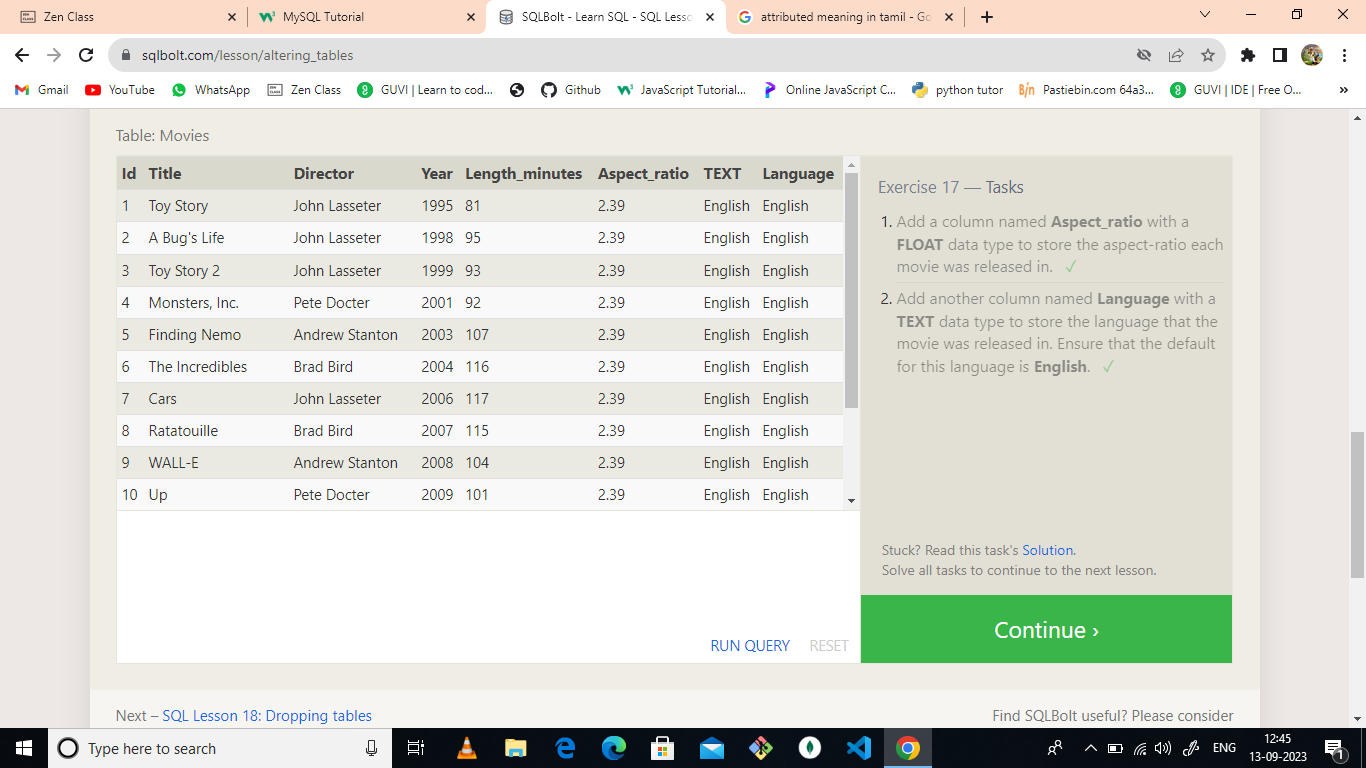 Zen Class
MySQL Tutorial
SQLBolt - Learn SQL - SQL Lesso
attributed meaning in tamil - Go
sqlbolt.com/lesson/altering_tables
Gmail YouTube WhatsApp Zen Class GUVI | Learn to cod... Github JavaScript Tutorial... Online JavaScript C... python tutor Pastiebin.com 64a3... GUVI | IDE | Free O... »
Table: Movies
Id Title Director Year Length_minutes Aspect_ratio TEXT Language
1 Toy Story John Lasseter 1995 81 2.39 English English
2 A Bug's Life John Lasseter 1998 95 2.39 English English
3 Toy Story 2 John Lasseter 1999 93 2.39 English English
4 Monsters, Inc. Pete Docter 2001 92 2.39 English English
5 Finding Nemo Andrew Stanton 2003 107 2.39 English English
6 The Incredibles Brad Bird 2004 116 2.39 English English
7 Cars John Lasseter 2006 117 2.39 English English
8 Ratatouille Brad Bird 2007 115 2.39 English English
9 WALL-E Andrew Stanton 2008 104 2.39 English English
10 Up Pete Docter 2009 101 2.39 English English
RUN QUERY RESET
Exercise 17 — Tasks
1. Add a column named Aspect_ratio with a
FLOAT data type to store the aspect-ratio each
movie was released in. ✓
2. Add another column named Language with a
TEXT data type to store the language that the
movie was released in. Ensure that the default
for this language is English. ✓
Stuck? Read this task's Solution.
Solve all tasks to continue to the next lesson.
Continue ›
Next – SQL Lesson 18: Dropping tables
Find SQLBolt useful? Please consider
Type here to search
ENG
12:45
13-09-2023
1